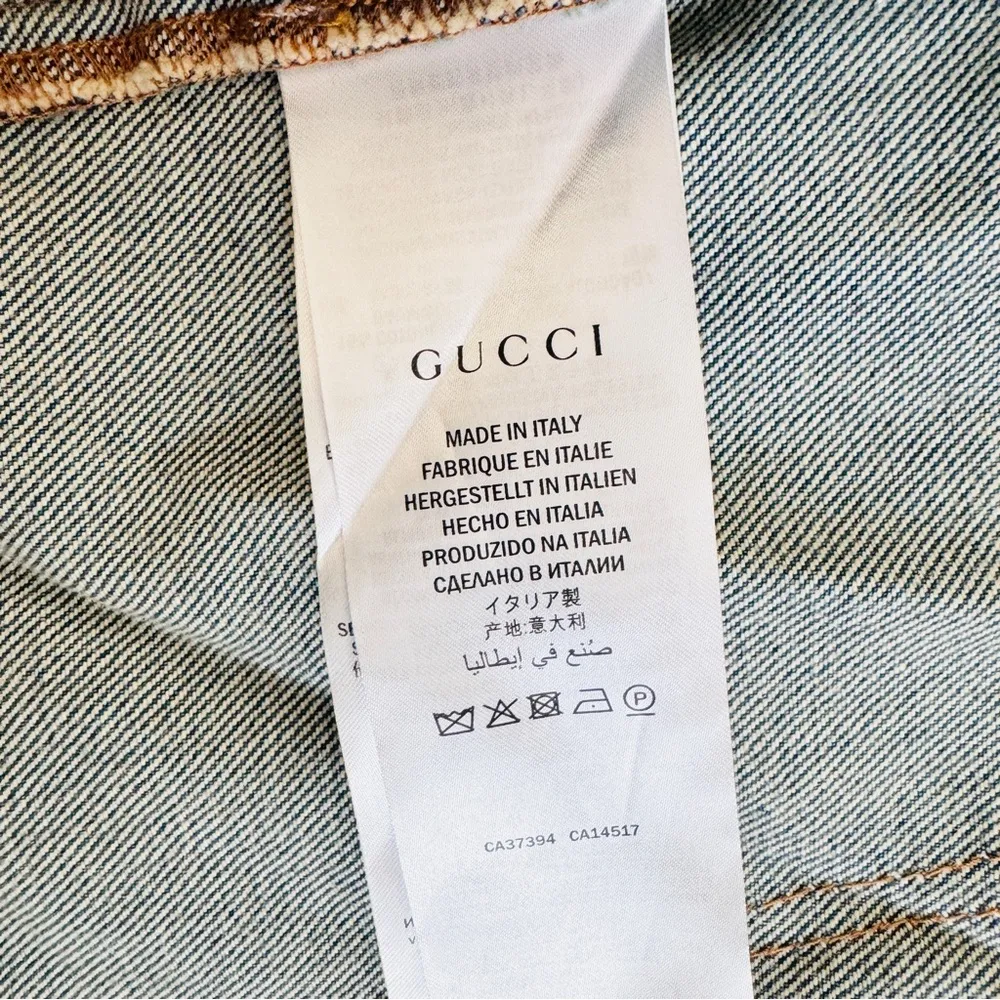 GUCCI
MADE IN ITALY
FABRIQUE EN ITALIE
HERGESTELLT IN ITALIEN
HECHO EN ITALIA
PRODUZIDO NA ITALIA
СДЕЛАНО В ИТАЛИИ
イタリア製
产地:意大利
صُنع في إيطاليا
P
CA37394 CA14517